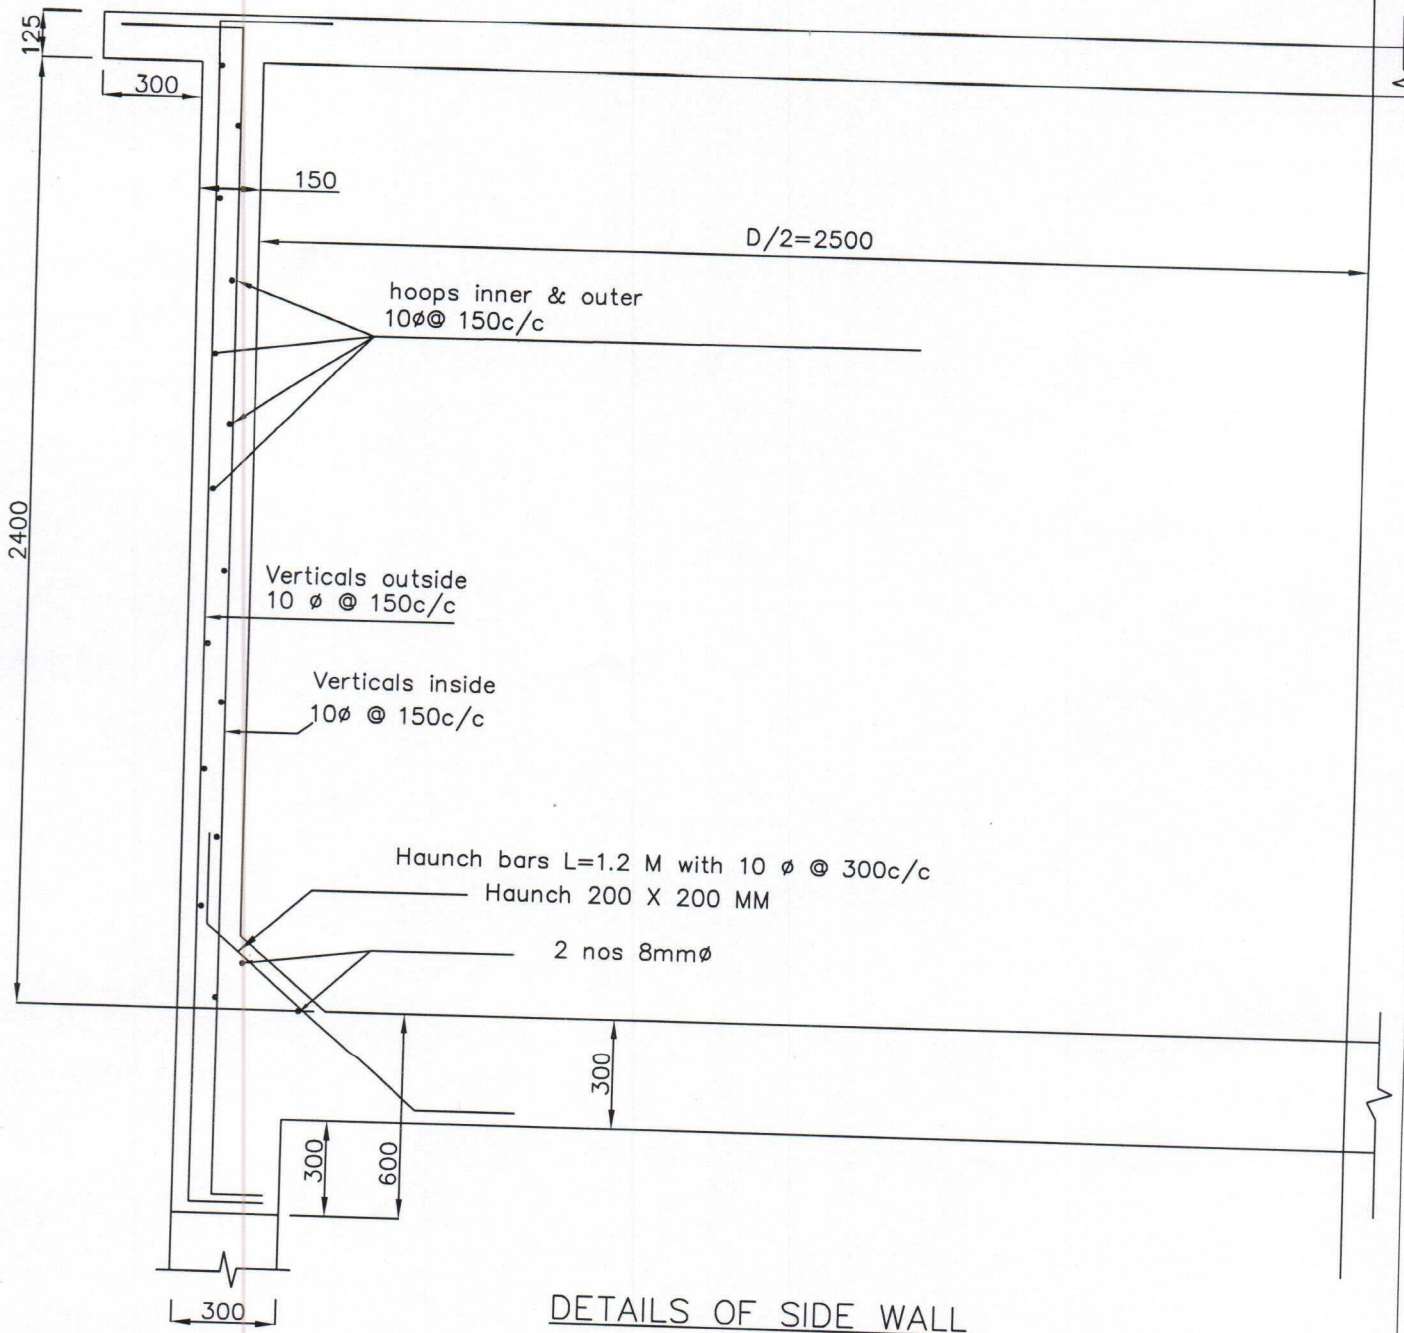 125
300
150
D/2=2500
hoops inner & outer
10ø@ 150c/c
2400
Verticals outside
10 ø @ 150c/c
Verticals inside
10ø @ 150c/c
Haunch bars L=1.2 M with 10 ø @ 300c/c
Haunch 200 X 200 MM
2 nos 8mmø
300
300
600
300
DETAILS OF SIDE WALL